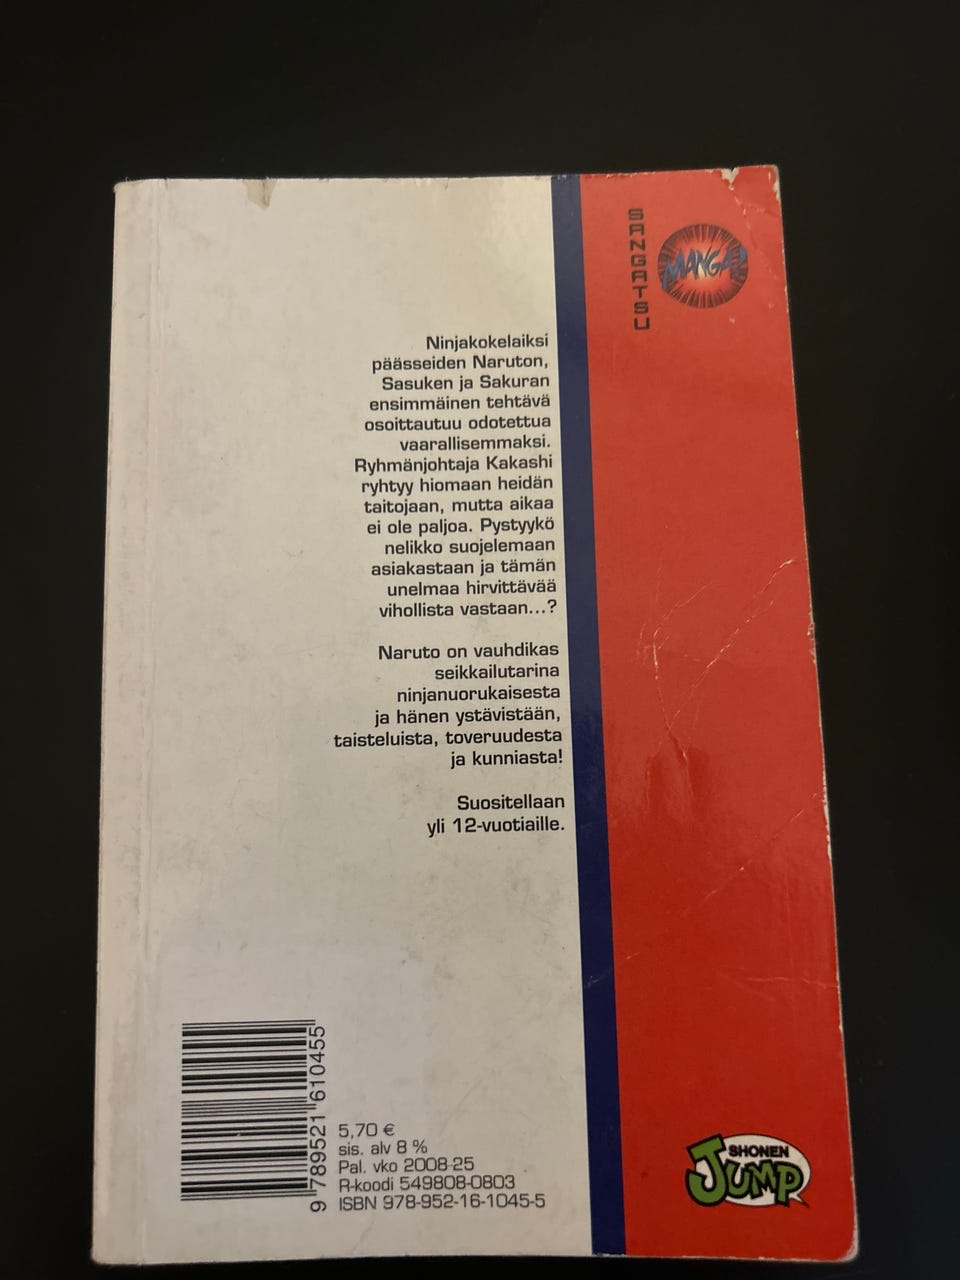 SANGATSU
MANGA
Ninjakokelaiksi
päässeiden Naruton,
Sasuken ja Sakuran
ensimmäinen tehtävä
osoittautuu odotettua
vaarallisemmaksi.
Ryhmänjohtaja Kakashi
ryhtyy hiomaan heidän
taitojaan, mutta aikaa
ei ole paljoa. Pystyykö
nelikko suojelemaan
asiakastaan ja tämän
unelmaa hirvittävää
vihollista vastaan...?
Naruto on vauhdikas
seikkailutarina
ninjanuorukaisesta
ja hänen ystävistään,
taisteluista, toveruudesta
ja kunniasta!
Suositellaan
yli 12-vuotiaille.
9 789521 610455
5,70 €
sis. alv 8 %
Pal. vko 2008-25
R-koodi 549808-0803
ISBN 978-952-16-1045-5
SHONEN
JUMP